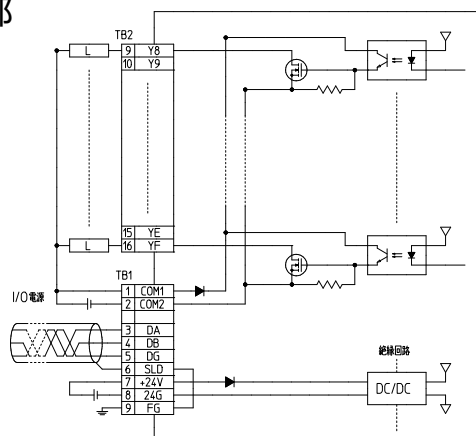 部
TB2
L 9 Y8
10 Y9
15 YE
L 16 YF
TB1
I/O電源
1 COM1
2 COM2
3 DA
4 DB
5 DG
6 SLD
7 +24V
8 24G
9 FG
絶縁回路
DC/DC